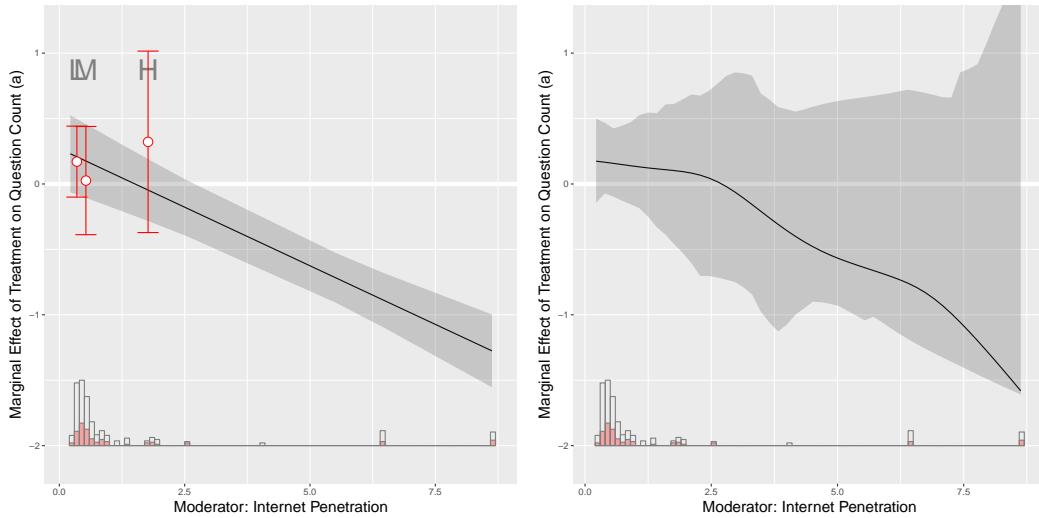 Marginal Effect of Treatment on Question Count (a)
1
0
−1
−2
L M H
0.0 2.5 5.0 7.5
Moderator: Internet Penetration
Marginal Effect of Treatment on Question Count (a)
1
0
−1
−2
0.0 2.5 5.0 7.5
Moderator: Internet Penetration